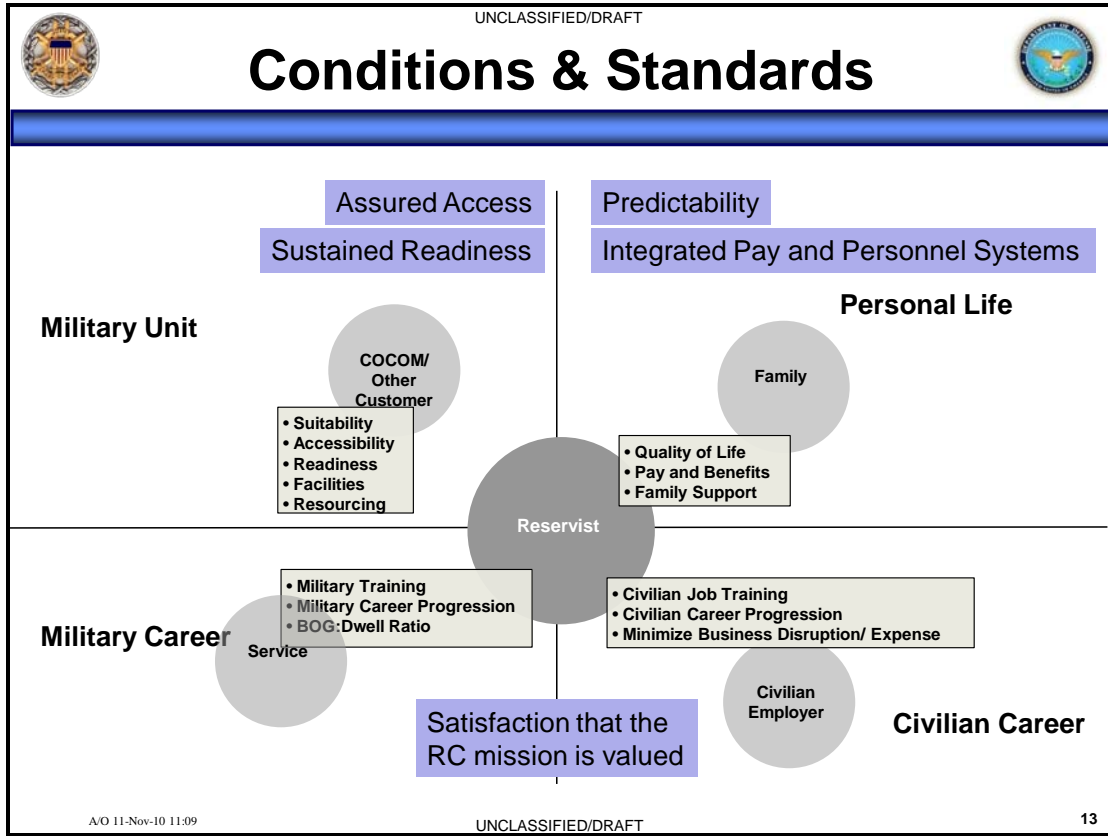 UNCLASSIFIED/DRAFT
Conditions & Standards
Assured Access
Predictability
Sustained Readiness
Integrated Pay and Personnel Systems
Military Unit
Personal Life
COCOM/
Other
Customer
Family
• Suitability
• Accessibility
• Readiness
• Facilities
• Resourcing
• Quality of Life
• Pay and Benefits
• Family Support
Reservist
• Military Training
• Military Career Progression
• BOG:Dwell Ratio
• Civilian Job Training
• Civilian Career Progression
• Minimize Business Disruption/ Expense
Military Career
Service
Civilian
Employer
Civilian Career
Satisfaction that the
RC mission is valued
A/O 11-Nov-10 11:09
UNCLASSIFIED/DRAFT
13